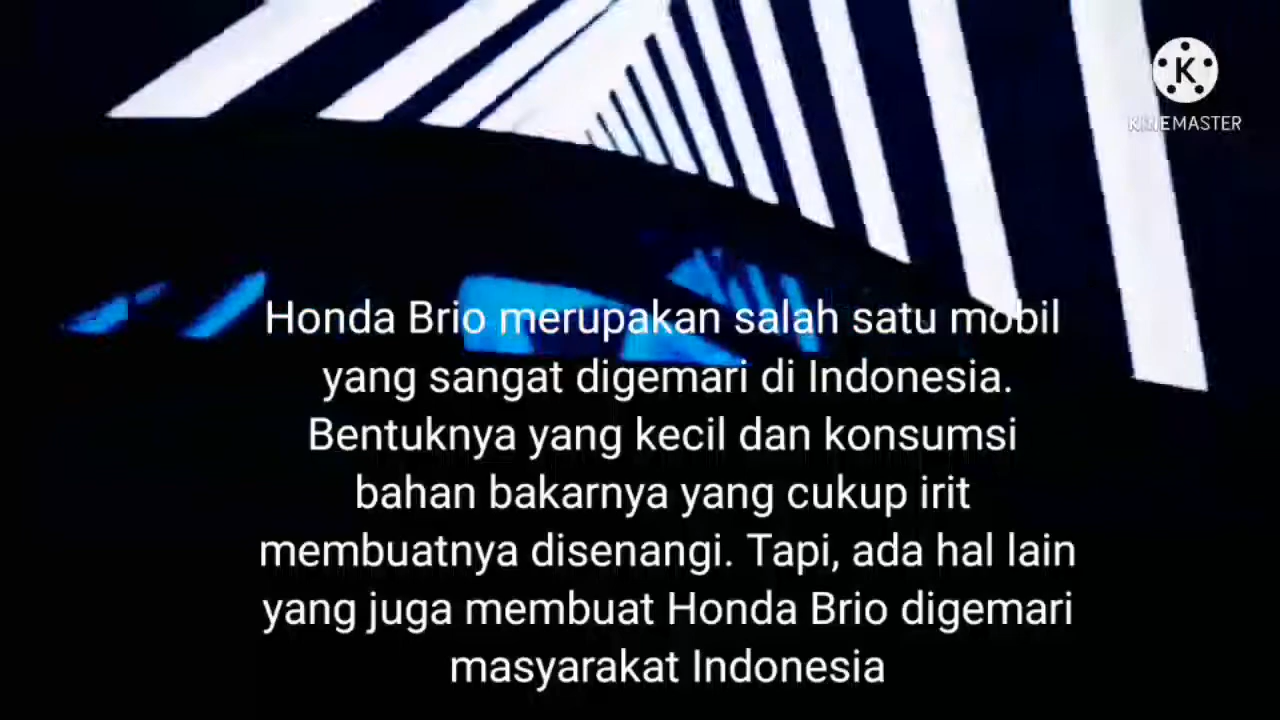 K
KINEMASTER
Honda Brio merupakan salah satu mobil
yang sangat digemari di Indonesia.
Bentuknya yang kecil dan konsumsi
bahan bakarnya yang cukup irit
membuatnya disenangi. Tapi, ada hal lain
yang juga membuat Honda Brio digemari
masyarakat Indonesia